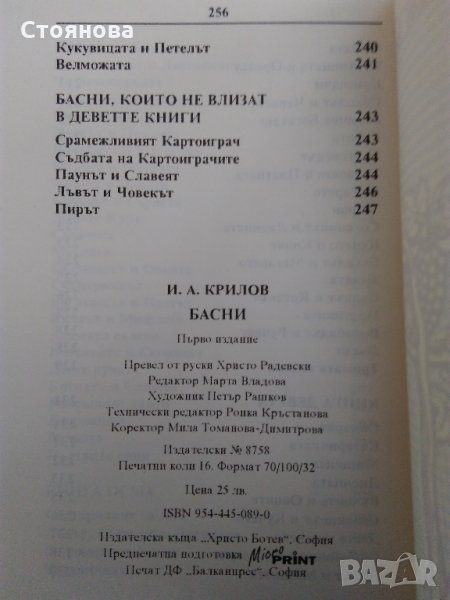 Стоянова
256
Кукувицата и Петелът 240
Велможата 241
БАСНИ, КОИТО НЕ ВЛИЗАТ
В ДЕВЕТТЕ КНИГИ 243
Срамежливият Картоиграч 243
Съдбата на Картоиграчите 244
Паунът и Славеят 244
Лъвът и Човекът 246
Пирът 247
И. А. КРИЛОВ
БАСНИ
Първо издание
Превел от руски Христо Радевски
Редактор Марта Владова
Художник Петър Рашков
Технически редактор Ронка Кръстанова
Коректор Мила Томанова-Димитрова
Издателски № 8758
Печатни коли 16. Формат 70/100/32
Цена 25 лв.
ISBN 954-445-089-0
Издателска къща „Христо Ботев", София
Предпечатна подготовка Micro PRINT
Печат ДФ „Балканпрес", София
bazar